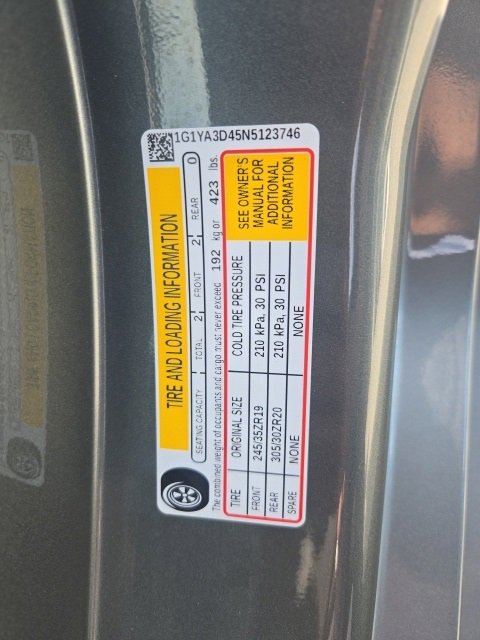 1G1YA3D45N5123746
TIRE AND LOADING INFORMATION
SEATING CAPACITY TOTAL 2 FRONT 2 REAR 0
The combined weight of occupants and cargo must never exceed 192 kg or 423 lbs.
TIRE ORIGINAL SIZE COLD TIRE PRESSURE
FRONT 245/35ZR19 210 kPa, 30 PSI
REAR 305/30ZR20 210 kPa, 30 PSI
SPARE NONE NONE
SEE OWNER'S
MANUAL FOR
ADDITIONAL
INFORMATION